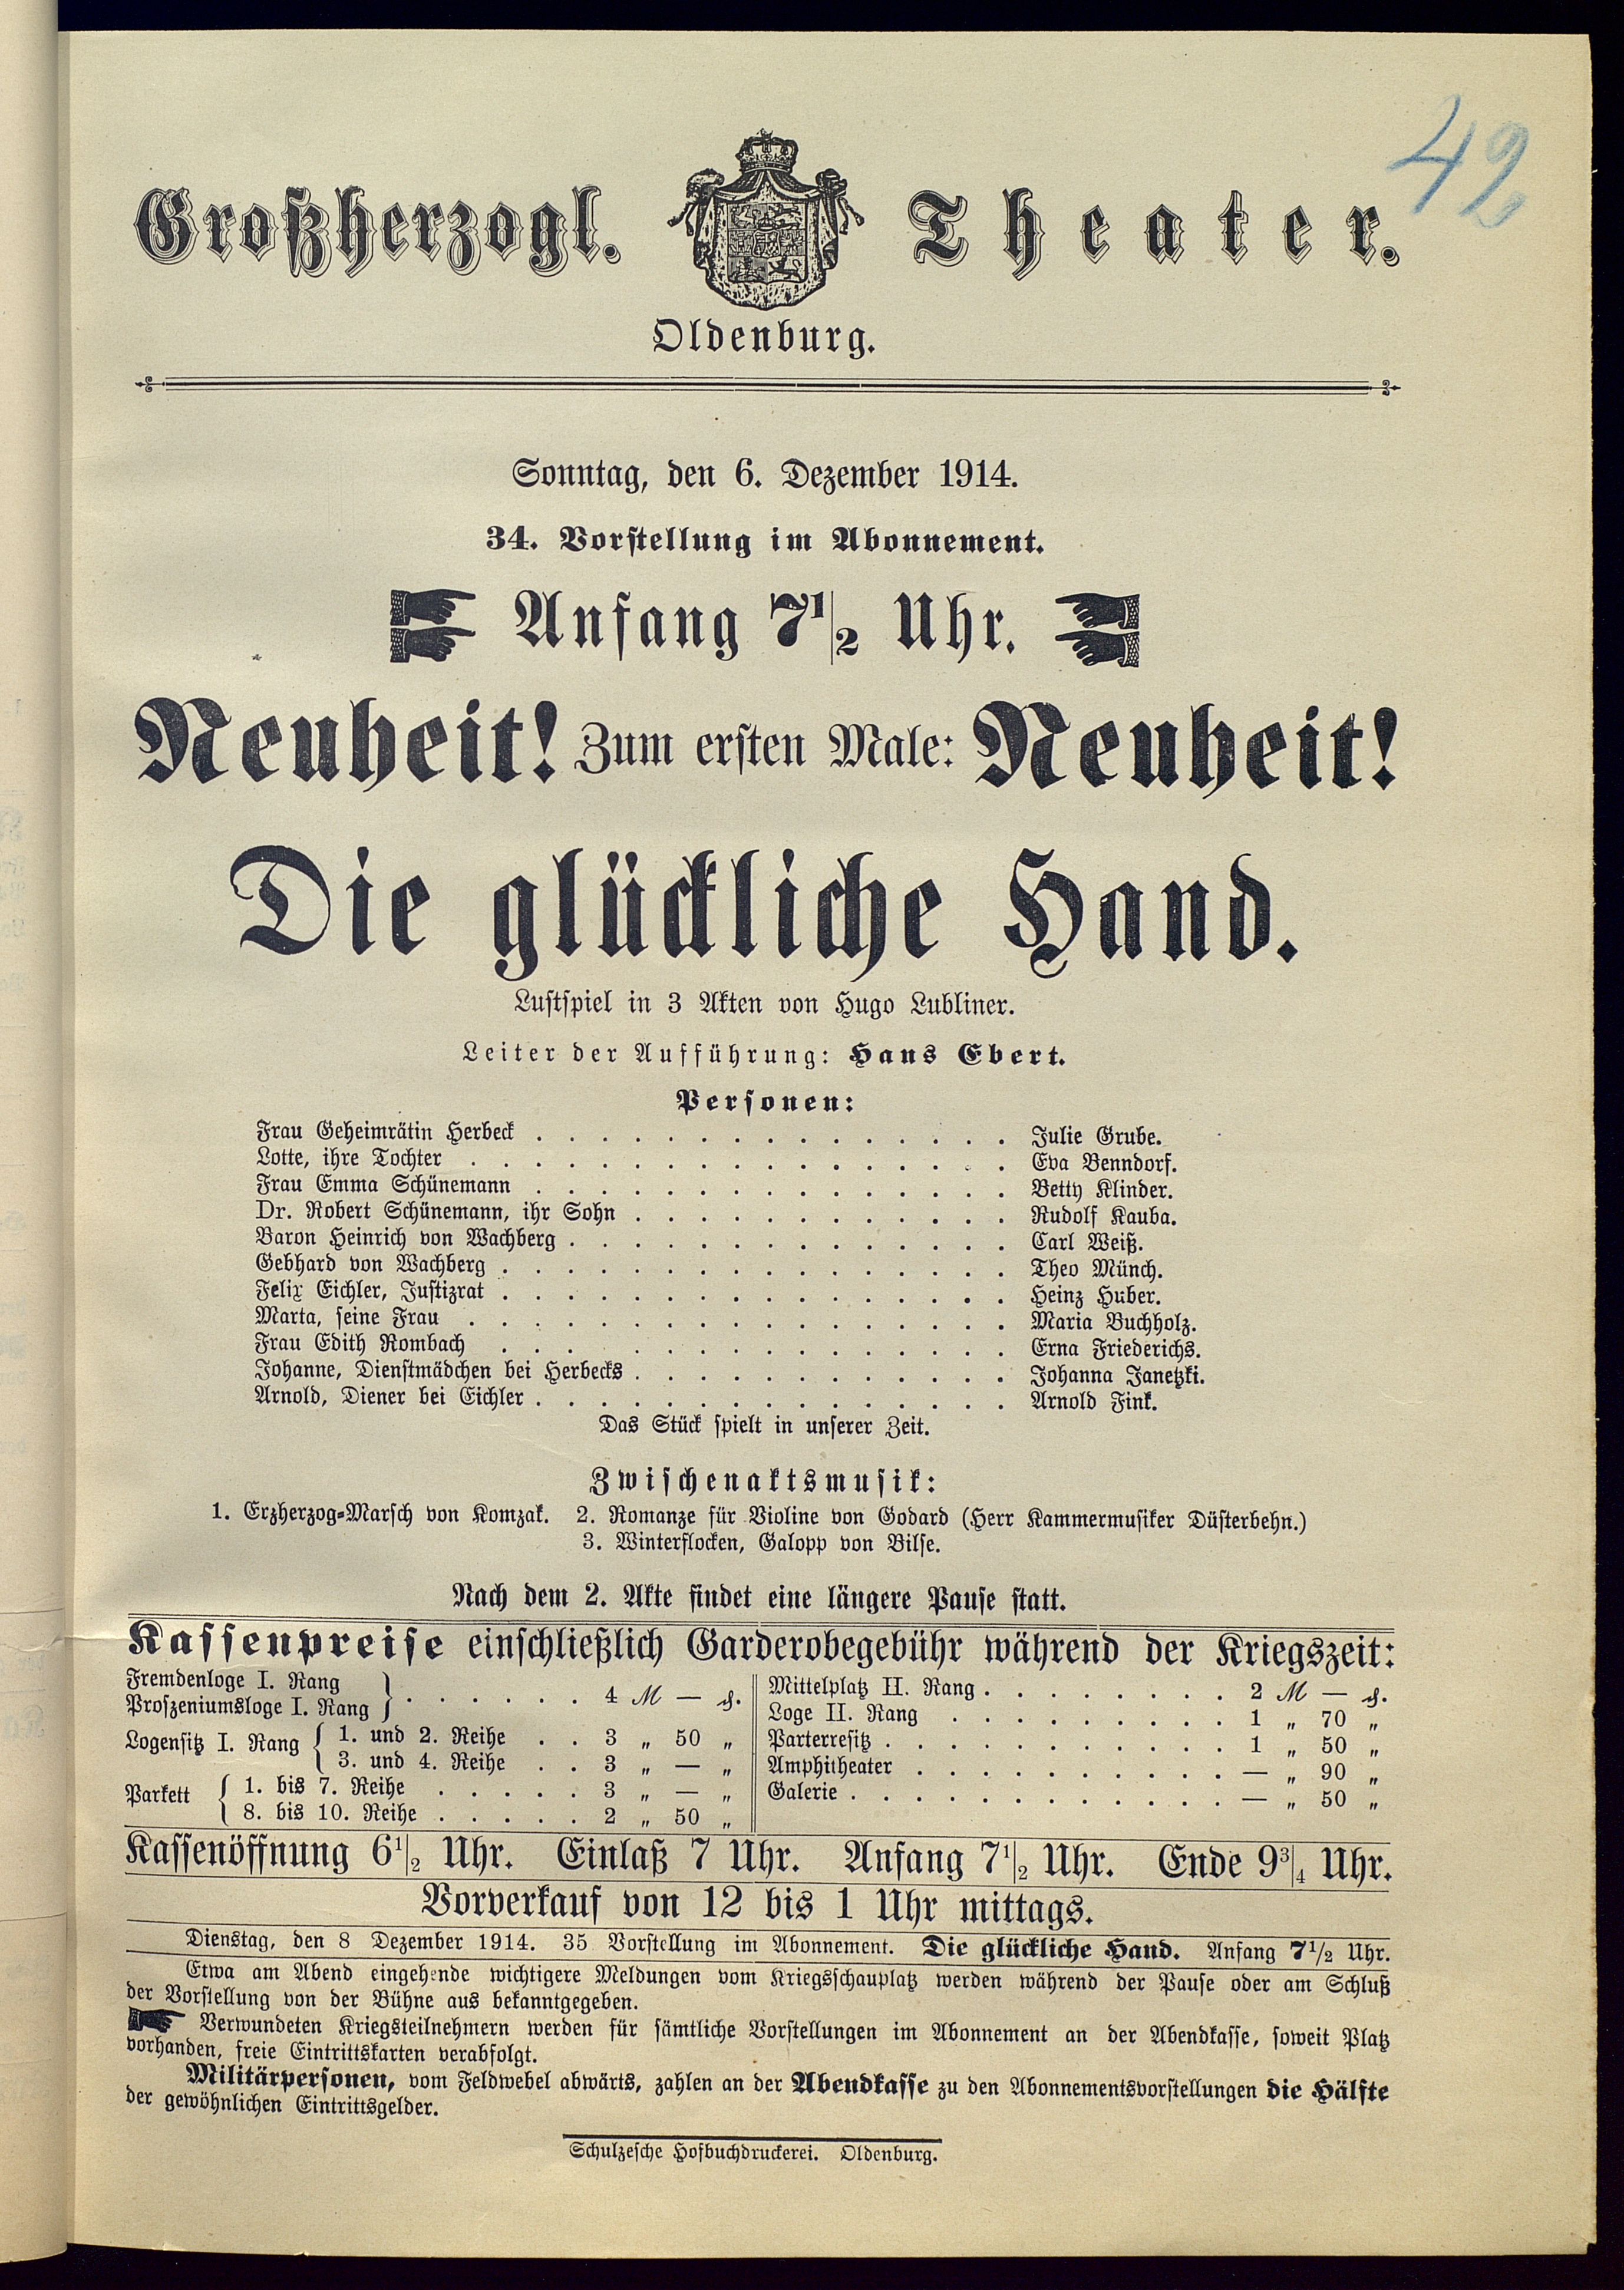 42
Großherzogl. Theater.
Oldenburg.
Sonntag, den 6. Dezember 1914.
34. Vorstellung im Abonnement.
Anfang 7 1/2 Uhr.
Neuheit! Zum ersten Male: Neuheit!
Die glückliche Hand.
Lustspiel in 3 Akten von Hugo Lubliner.
Leiter der Aufführung: Hans Ebert.
Personen:
Frau Geheimrätin Herbeck . . . . . . . . . . . . . . . Julie Grube.
Lotte, ihre Tochter . . . . . . . . . . . . . . . . . Eva Benndorf.
Frau Emma Schünemann . . . . . . . . . . . . . . . Betty Klinder.
Dr. Robert Schünemann, ihr Sohn . . . . . . . . . . . . Rudolf Kauba.
Baron Heinrich von Wachberg . . . . . . . . . . . . . . Carl Weiß.
Gebhard von Wachberg . . . . . . . . . . . . . . . . Theo Münch.
Felix Eichler, Justizrat . . . . . . . . . . . . . . . . Heinz Huber.
Marta, seine Frau . . . . . . . . . . . . . . . . . Maria Buchholz.
Frau Edith Rombach . . . . . . . . . . . . . . . . Erna Friederichs.
Johanne, Dienstmädchen bei Herbecks . . . . . . . . . . . . Johanna Janetzki.
Arnold, Diener bei Eichler . . . . . . . . . . . . . . . Arnold Fink.
Das Stück spielt in unserer Zeit.
Zwischenaktsmusik:
1. Erzherzog-Marsch von Komzak. 2. Romanze für Violine von Godard (Herr Kammermusiker Düsterbehn.)
3. Winterflocken, Galopp von Bilse.
Nach dem 2. Akte findet eine längere Pause statt.
Kassenpreise einschließlich Garderobegebühr während der Kriegszeit:
Fremdenloge I. Rang
Proszeniumsloge I. Rang . . . . . . 4 M — ₰.
Logensitz I. Rang 1. und 2. Reihe . . 3 „ 50 „
3. und 4. Reihe . . 3 „ — „
Parkett 1. bis 7. Reihe . . . . . 3 „ — „
8. bis 10. Reihe . . . . . 2 „ 50 „
Mittelplatz II. Rang . . . . . . . . 2 M — ₰.
Loge II. Rang . . . . . . . . . 1 „ 70 „
Parterresitz . . . . . . . . . . . 1 „ 50 „
Amphitheater . . . . . . . . . . — „ 90 „
Galerie . . . . . . . . . . . . — „ 50 „
Kassenöffnung 6 1/2 Uhr. Einlaß 7 Uhr. Anfang 7 1/2 Uhr. Ende 9 3/4 Uhr.
Vorverkauf von 12 bis 1 Uhr mittags.
Dienstag, den 8 Dezember 1914. 35 Vorstellung im Abonnement. Die glückliche Hand. Anfang 7 1/2 Uhr.
Etwa am Abend eingehende wichtigere Meldungen vom Kriegsschauplatz werden während der Pause oder am Schluß
der Vorstellung von der Bühne aus bekanntgegeben.
Verwundeten Kriegsteilnehmern werden für sämtliche Vorstellungen im Abonnement an der Abendkasse, soweit Platz
vorhanden, freie Eintrittskarten verabfolgt.
Militärpersonen, vom Feldwebel abwärts, zahlen an der Abendkasse zu den Abonnementsvorstellungen die Hälfte
der gewöhnlichen Eintrittsgelder.
Schulzesche Hofbuchdruckerei. Oldenburg.